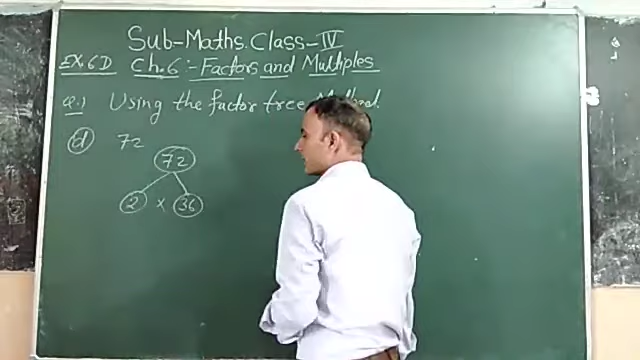 Sub-Maths. Class-IV
EX.6D Ch.6:-Factors and Multiples
Q.1 Using the factor tree Method.
(d) 72
72
2 x 36